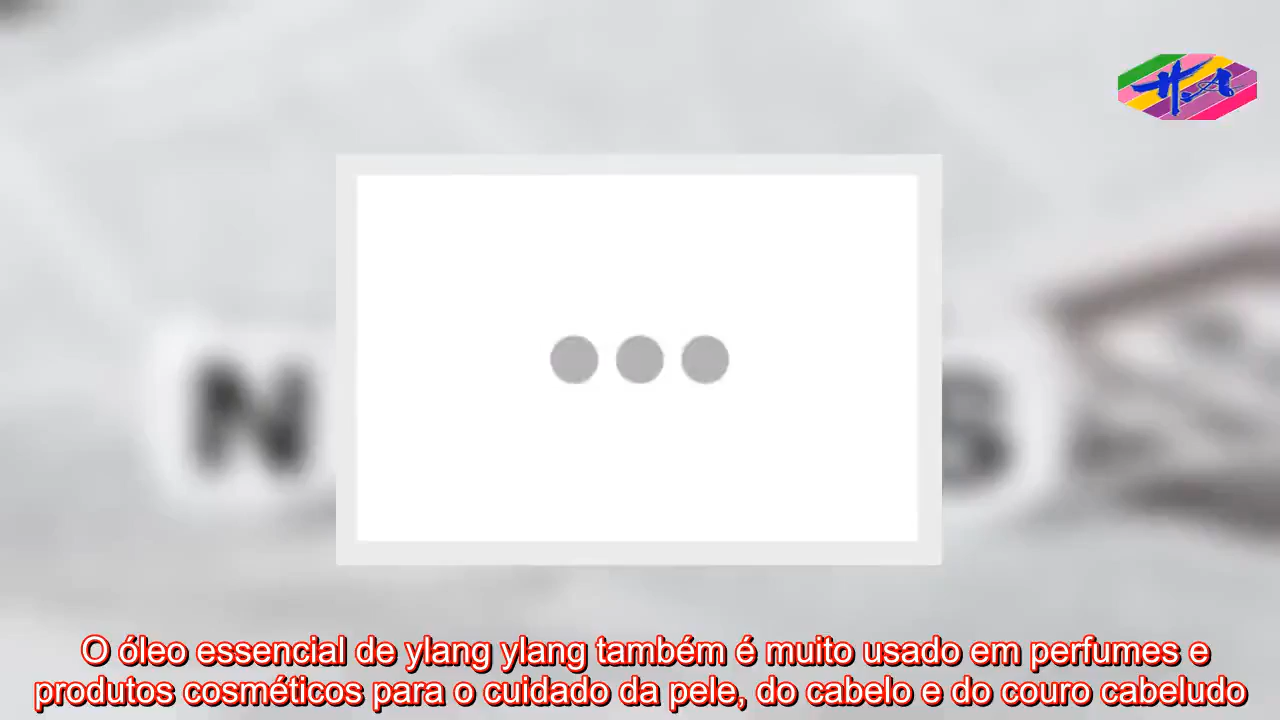 N
S
O óleo essencial de ylang ylang também é muito usado em perfumes e
produtos cosméticos para o cuidado da pele, do cabelo e do couro cabeludo